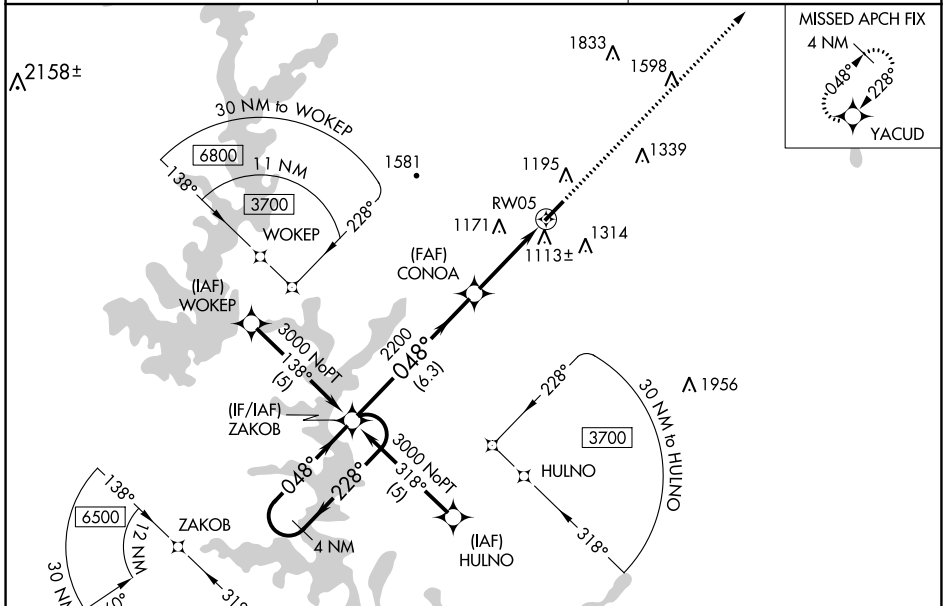 MISSED APCH FIX
4 NM
048°
228°
YACUD
1833
1598
2158±
30 NM to WOKEP
6800
11 NM
138°
3700
228°
WOKEP
1581
1339
1195
RW05
1171
1314
1113±
(FAF)
CONOA
(IAF)
WOKEP
3000 NoPT
138°
(5)
2200
048°
(6.3)
(IF/IAF)
ZAKOB
3000 NoPT
318°
(5)
048°
228°
4 NM
(IAF)
HULNO
228°
30 NM to HULNO
1956
3700
HULNO
318°
138°
6500
ZAKOB
12 NM
30 NM